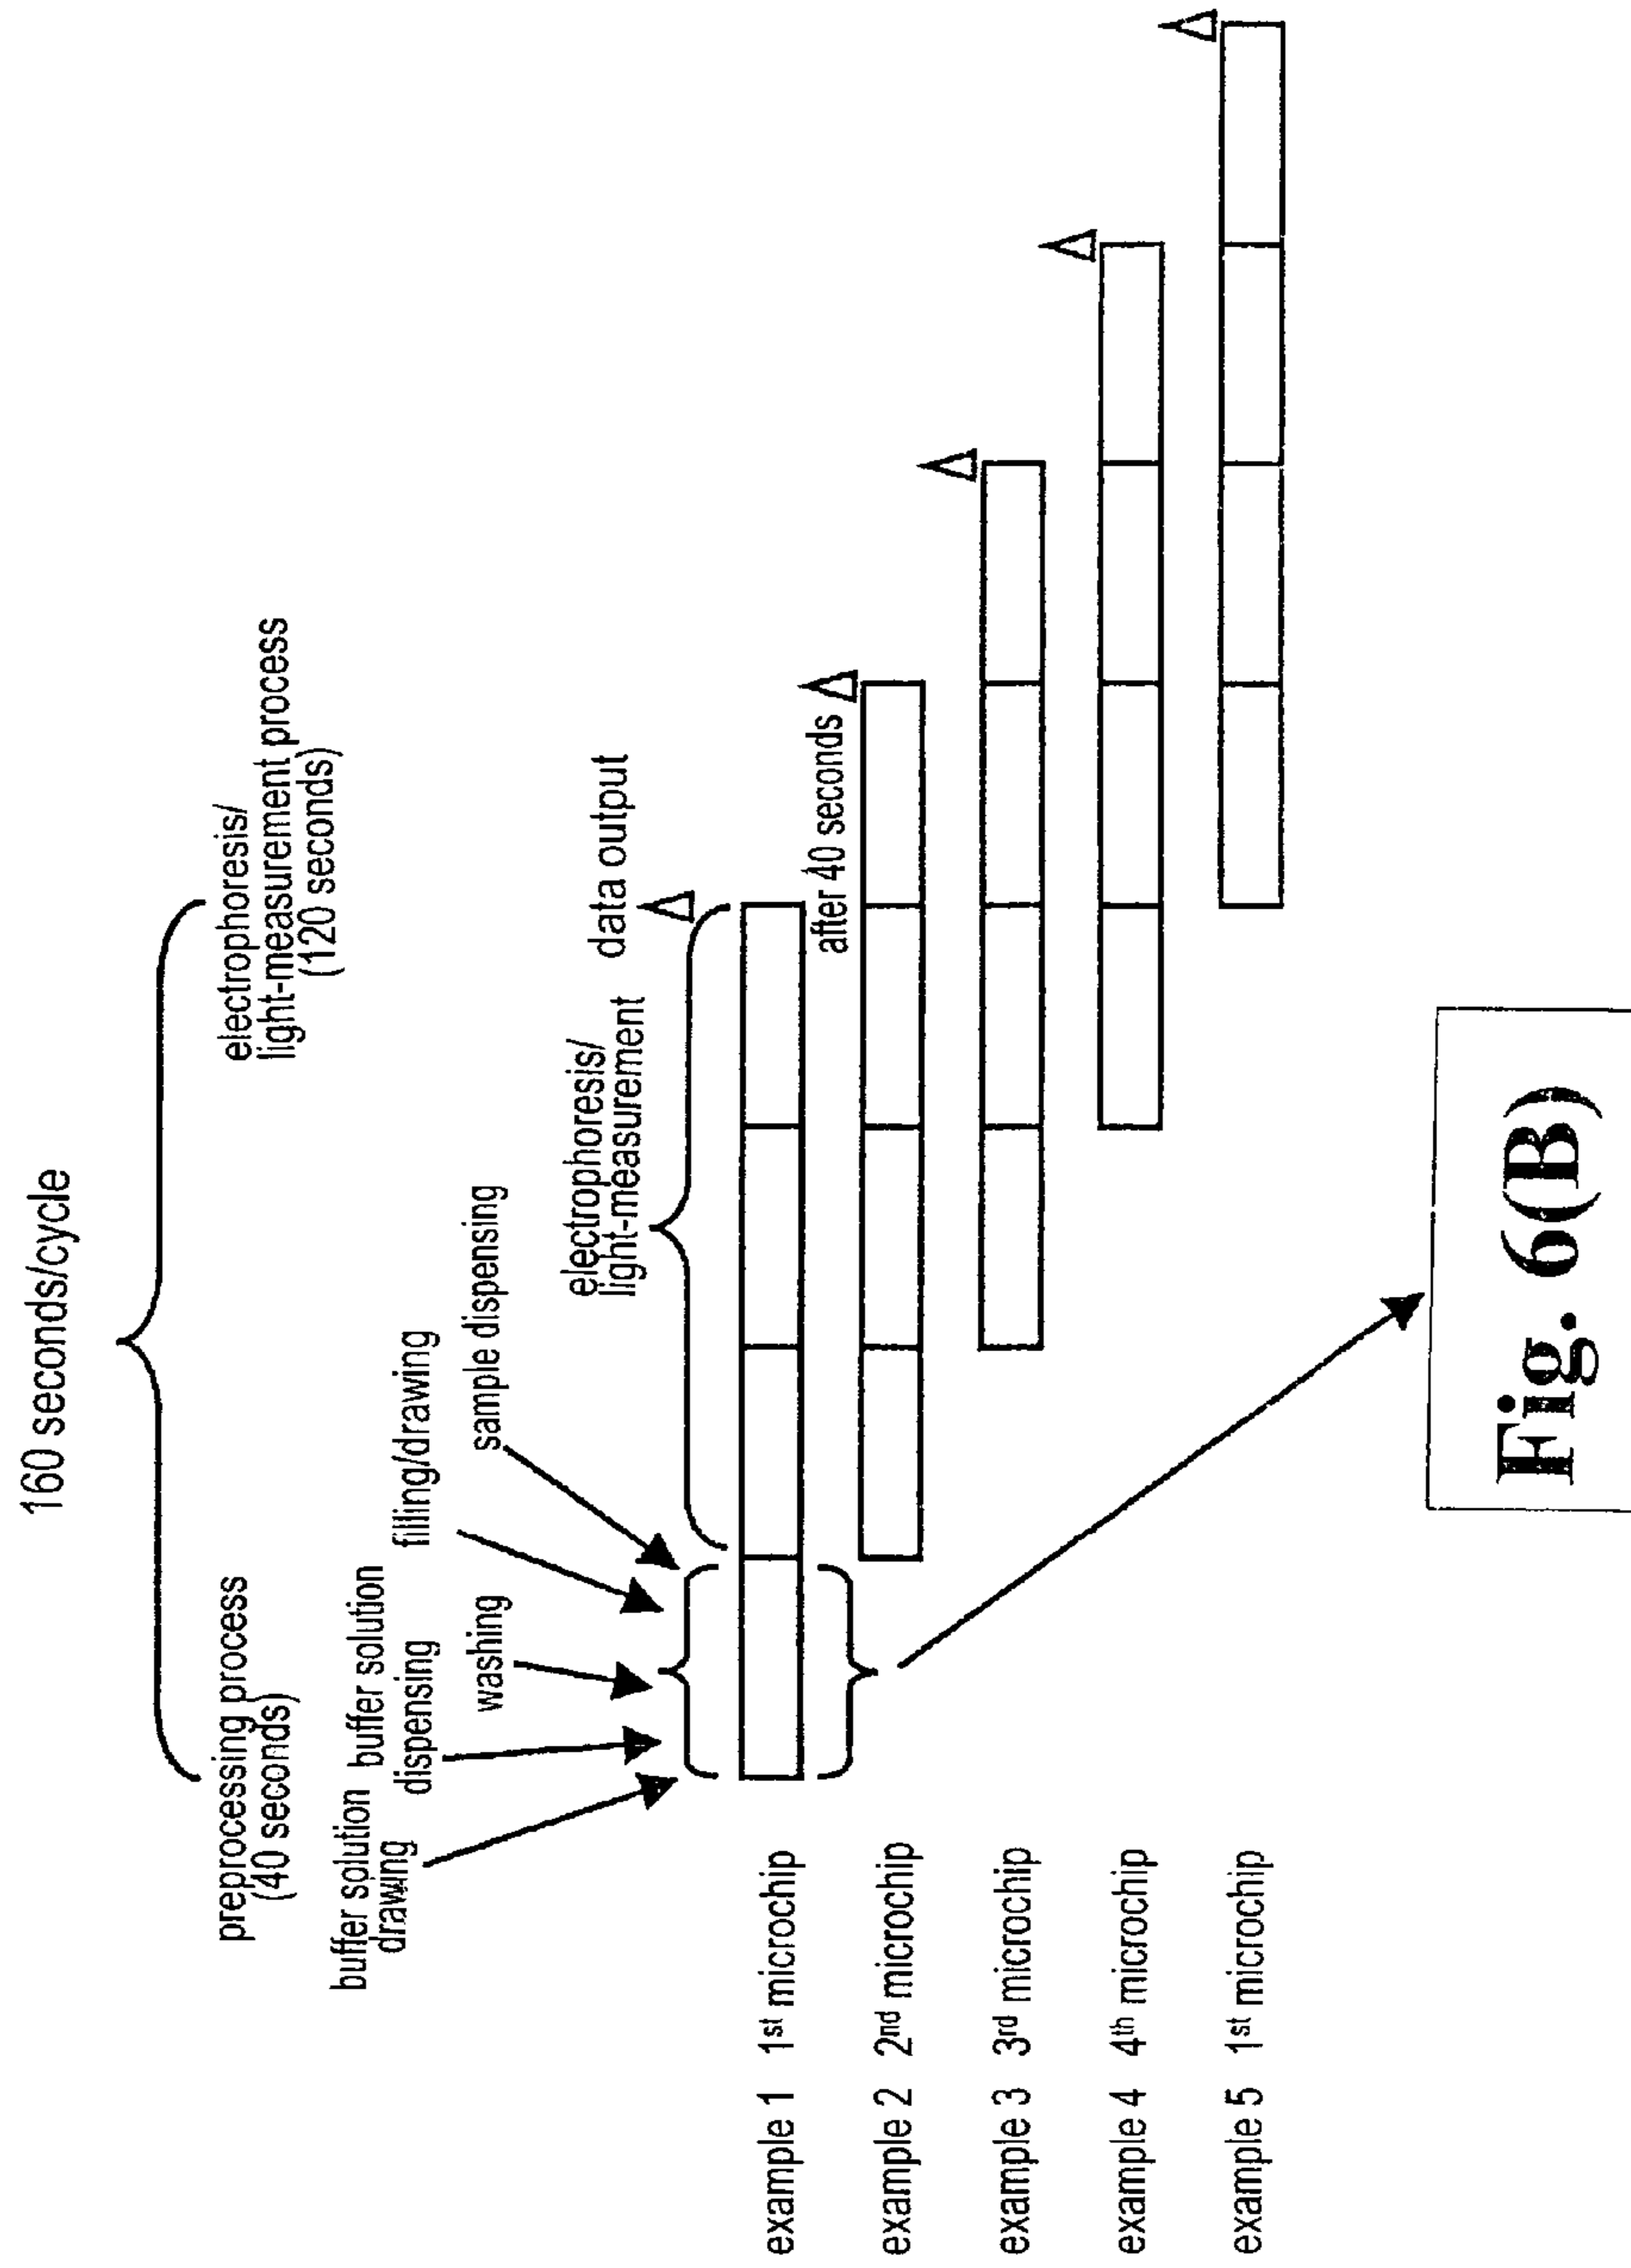 160 seconds/cycle
preprocessing process
(40 seconds)
electrophoresis/
light-measurement process
(120 seconds)
buffer solution
drawing
buffer solution
dispensing
washing
filling/drawing
sample dispensing
electrophoresis/
light-measurement
data output
example 1 1st microchip
after 40 seconds
example 2 2nd microchip
example 3 3rd microchip
example 4 4th microchip
example 5 1st microchip
Fig. 6(B)